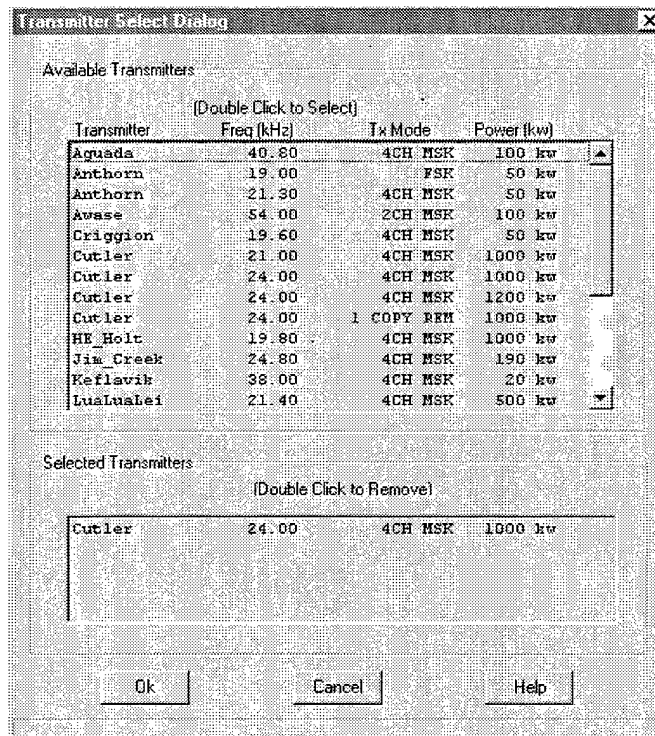 Transmitter Select Dialog
Available Transmitters
(Double Click to Select)
Transmitter Freq (kHz) Tx Mode Power (kw)
Aguada 40.80 4CH MSK 100 kw
Anthorn 19.00 FSK 50 kw
Anthorn 21.30 4CH MSK 50 kw
Awase 54.00 2CH MSK 100 kw
Criggion 19.60 4CH MSK 50 kw
Cutler 21.00 4CH MSK 1000 kw
Cutler 24.00 4CH MSK 1000 kw
Cutler 24.00 4CH MSK 1200 kw
Cutler 24.00 1 COPY REM 1000 kw
HE_Holt 19.80 4CH MSK 1000 kw
Jim_Creek 24.80 4CH MSK 190 kw
Keflavik 38.00 4CH MSK 20 kw
LuaLuaLei 21.40 4CH MSK 500 kw
Selected Transmitters
(Double Click to Remove)
Cutler 24.00 4CH MSK 1000 kw
Ok Cancel Help